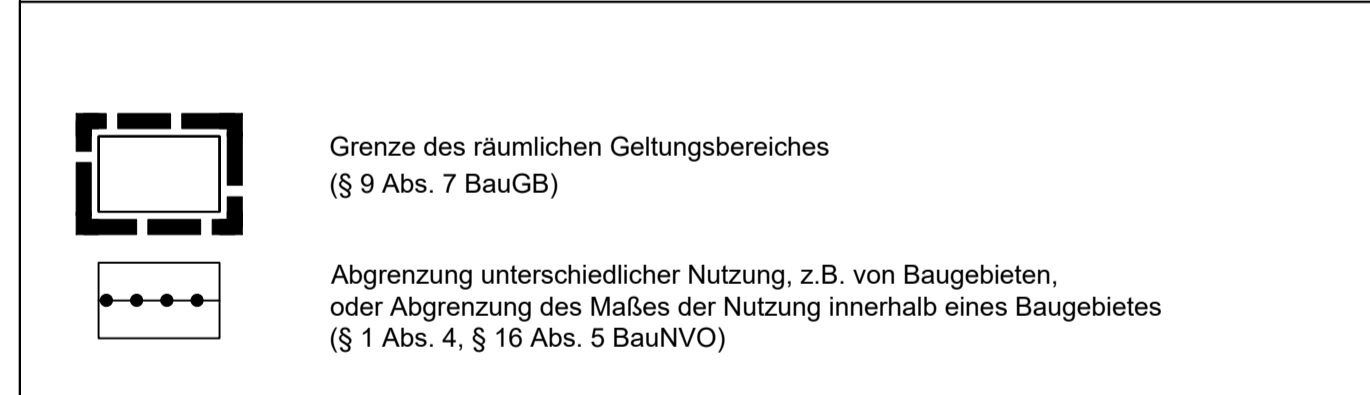 Grenze des räumlichen Geltungsbereiches
(§ 9 Abs. 7 BauGB)
Abgrenzung unterschiedlicher Nutzung, z.B. von Baugebieten,
oder Abgrenzung des Maßes der Nutzung innerhalb eines Baugebietes
(§ 1 Abs. 4, § 16 Abs. 5 BauNVO)